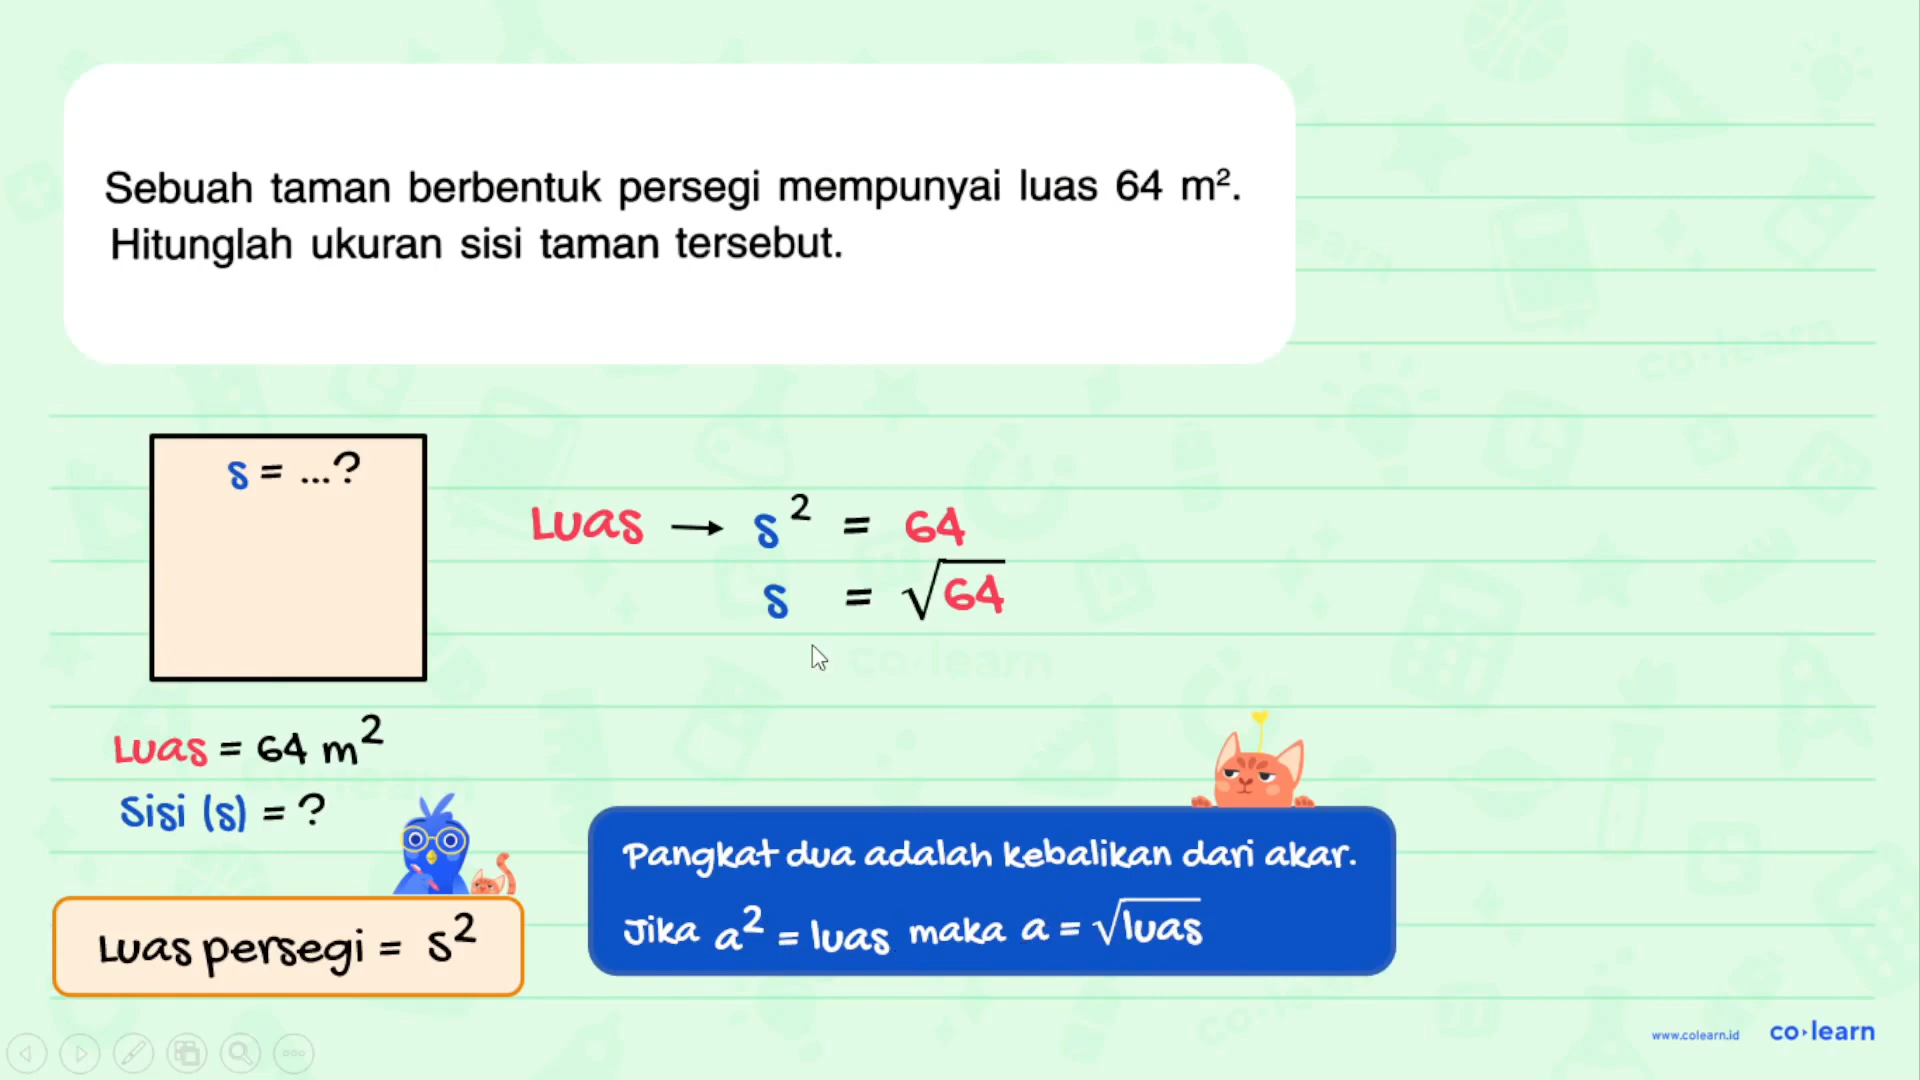 Sebuah taman berbentuk persegi mempunyai luas 64 m².
Hitunglah ukuran sisi taman tersebut.
s = ...?
Luas → s² = 64
s = √64
Luas = 64 m²
Sisi (s) = ?
Luas persegi = s²
Pangkat dua adalah kebalikan dari akar.
Jika a² = luas maka a = √luas
www.colearn.id co·learn